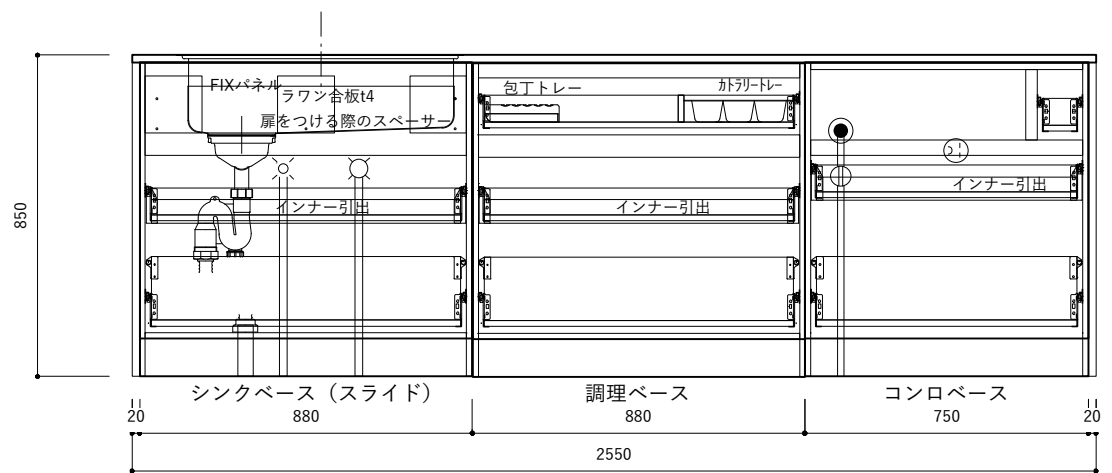 FIXパネル
ラワン合板t4
扉をつける際のスペーサー
包丁トレー
カトラリートレー
インナー引出
インナー引出
インナー引出
850
シンクベース（スライド）
調理ベース
コンロベース
20
880
880
750
20
2550